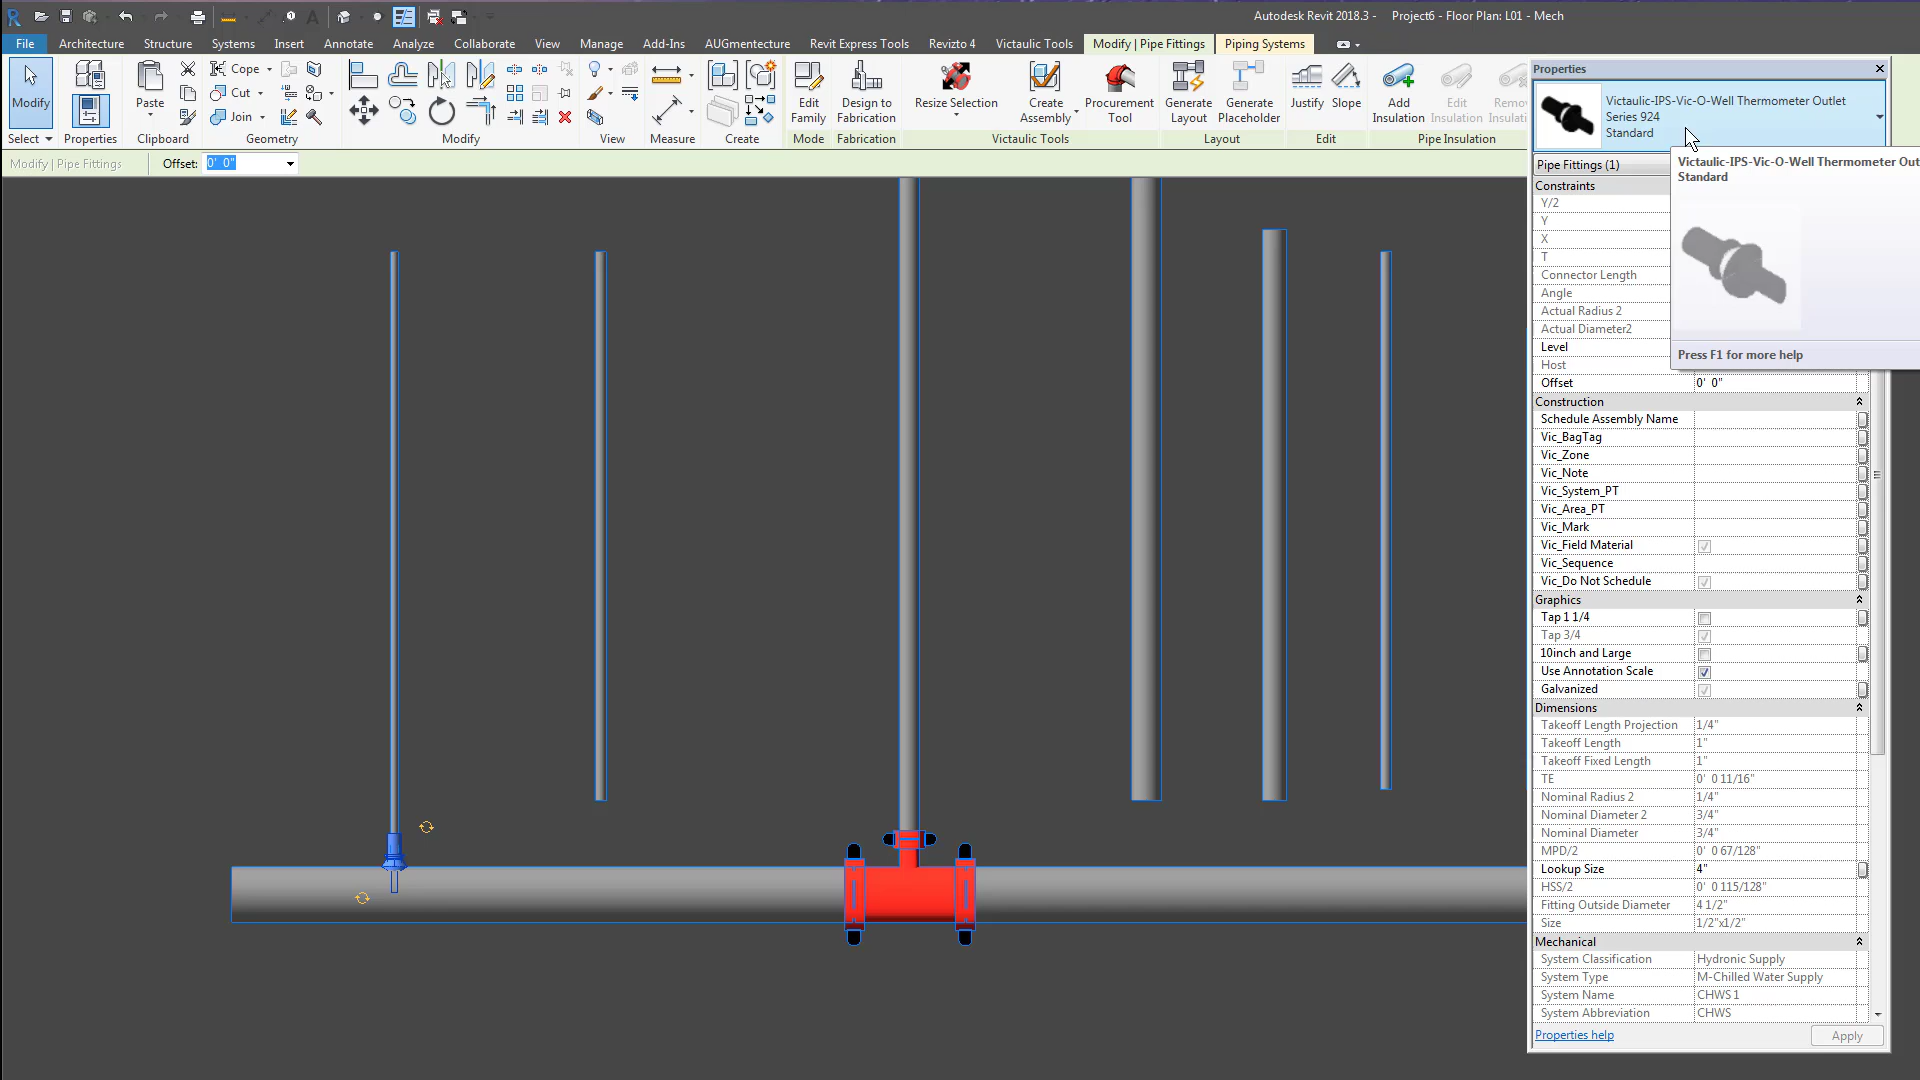 Autodesk Revit 2018.3 -     Project6 - Floor Plan: L01 - Mech
File
Architecture
Structure
Systems
Insert
Annotate
Analyze
Collaborate
View
Manage
Add-Ins
AUGmentecture
Revit Express Tools
Revizto 4
Victaulic Tools
Modify | Pipe Fittings
Piping Systems
Modify
Paste
Cope
Cut
Join
Edit Family
Design to Fabrication
Resize Selection
Create Assembly
Procurement Tool
Generate Layout
Generate Placeholder
Justify
Slope
Add Insulation
Edit Insulation
Remov
Insulati
Select
Properties
Clipboard
Geometry
Modify
View
Measure
Create
Mode
Fabrication
Victaulic Tools
Layout
Edit
Pipe Insulation
Modify | Pipe Fittings
Offset: 0'  0"
Properties
Victaulic-IPS-Vic-O-Well Thermometer Outlet
Series 924
Standard
Victaulic-IPS-Vic-O-Well Thermometer Out
Standard
Press F1 for more help
Pipe Fittings (1)
Constraints
Y/2
Y
X
T
Connector Length
Angle
Actual Radius 2
Actual Diameter2
Level
Host
Offset 0'  0"
Construction
Schedule Assembly Name
Vic_BagTag
Vic_Zone
Vic_Note
Vic_System_PT
Vic_Area_PT
Vic_Mark
Vic_Field Material
Vic_Sequence
Vic_Do Not Schedule
Graphics
Tap 1 1/4
Tap 3/4
10inch and Large
Use Annotation Scale
Galvanized
Dimensions
Takeoff Length Projection 1/4"
Takeoff Length 1"
Takeoff Fixed Length 1"
TE 0'  0 11/16"
Nominal Radius 2 1/4"
Nominal Diameter 2 3/4"
Nominal Diameter 3/4"
MPD/2 0'  0 67/128"
Lookup Size 4"
HSS/2 0'  0 115/128"
Fitting Outside Diameter 4 1/2"
Size 1/2"x1/2"
Mechanical
System Classification Hydronic Supply
System Type M-Chilled Water Supply
System Name CHWS 1
System Abbreviation CHWS
Properties help
Apply